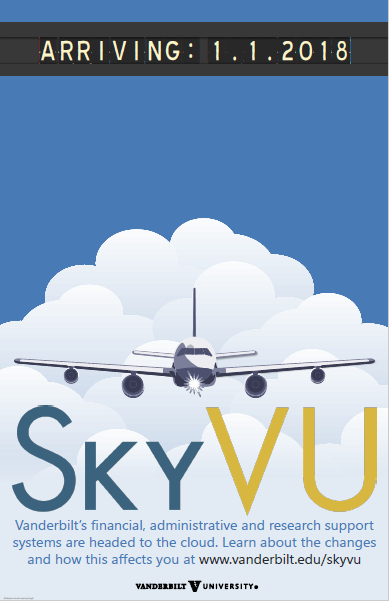 ARRIVING: 1.1.2018
SKYVU
Vanderbilt's financial, administrative and research support
systems are headed to the cloud. Learn about the changes
and how this affects you at www.vanderbilt.edu/skyvu
VANDERBILT V UNIVERSITY